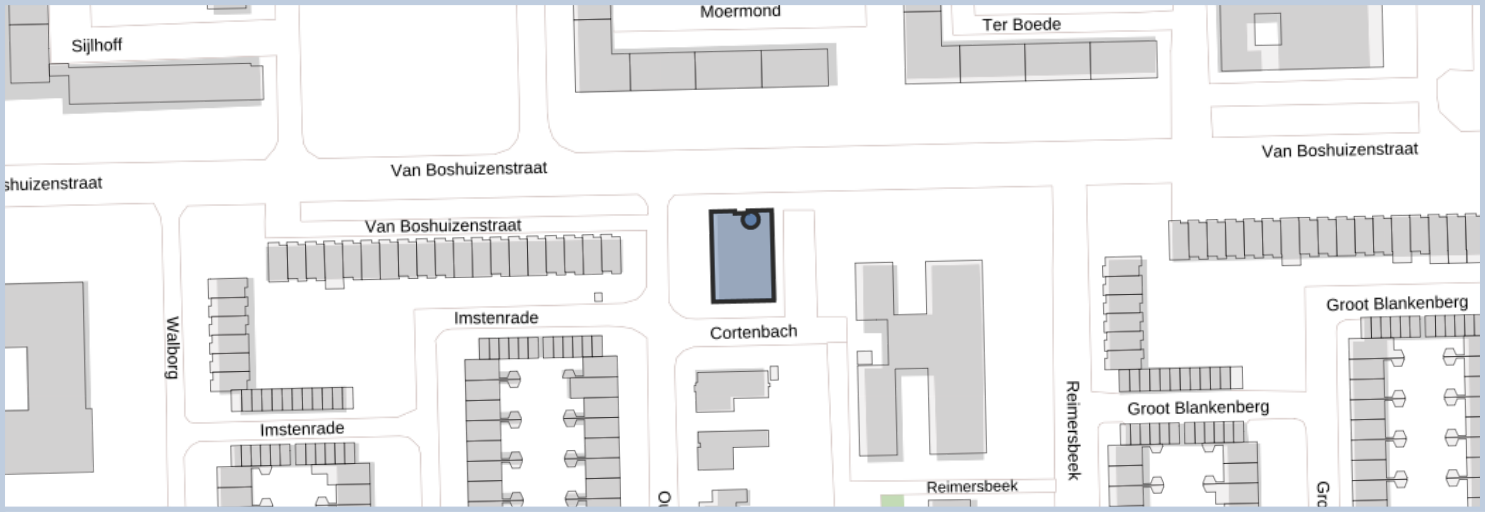 Moermond
Ter Boede
Sijlhoff
Van Boshuizenstraat
Van Boshuizenstraat
shuizenstraat
Van Boshuizenstraat
Groot Blankenberg
Imstenrade
Cortenbach
Walborg
Reimersbeek
Groot Blankenberg
Imstenrade
Reimersbeek
Gro